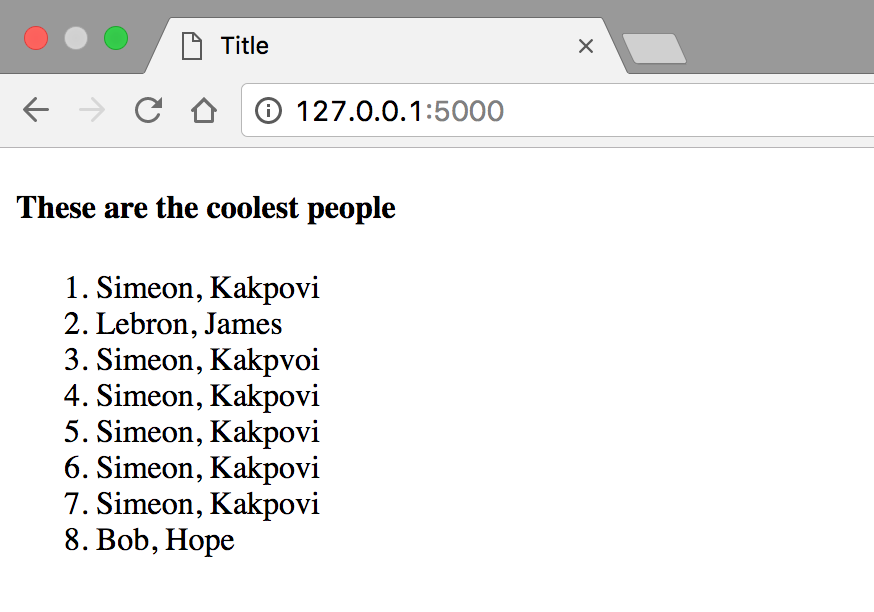 Title
127.0.0.1:5000
These are the coolest people
1. Simeon, Kakpovi
2. Lebron, James
3. Simeon, Kakpvoi
4. Simeon, Kakpovi
5. Simeon, Kakpovi
6. Simeon, Kakpovi
7. Simeon, Kakpovi
8. Bob, Hope